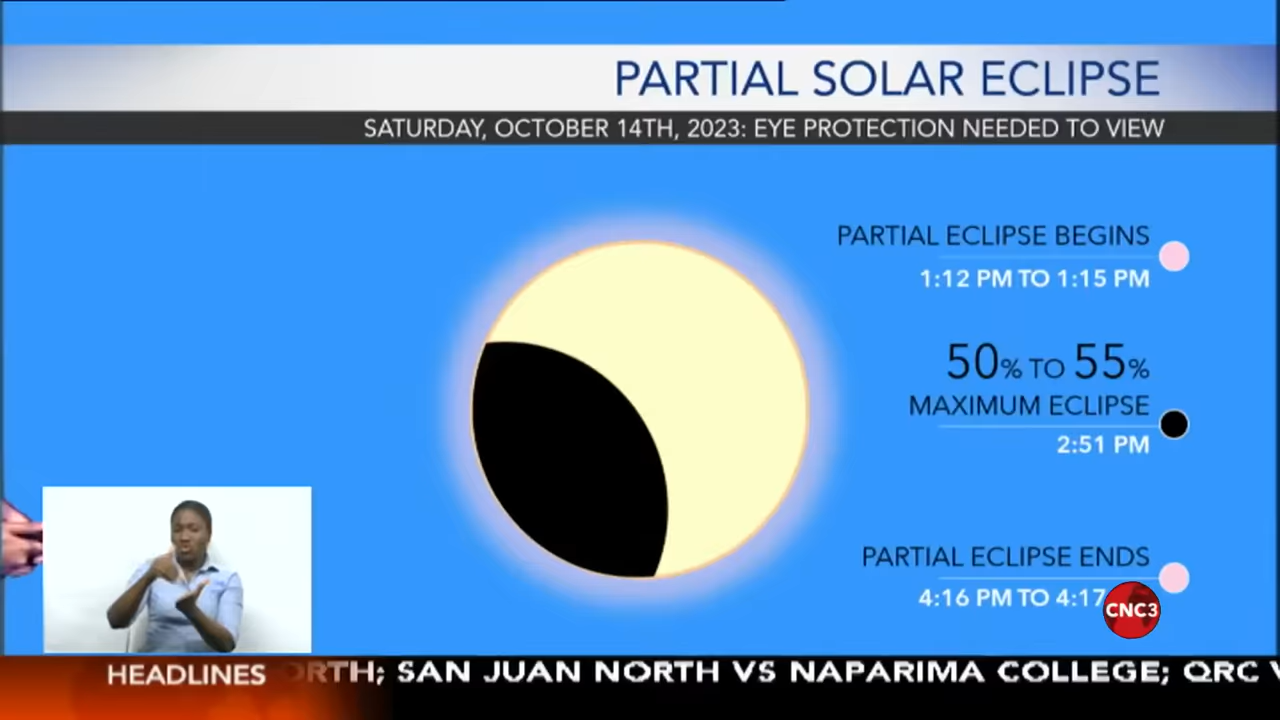 PARTIAL SOLAR ECLIPSE
SATURDAY, OCTOBER 14TH, 2023: EYE PROTECTION NEEDED TO VIEW
PARTIAL ECLIPSE BEGINS
1:12 PM TO 1:15 PM
50% TO 55%
MAXIMUM ECLIPSE
2:51 PM
PARTIAL ECLIPSE ENDS
4:16 PM TO 4:17
CNC3
HEADLINES ORTH; SAN JUAN NORTH VS NAPARIMA COLLEGE; QRC V